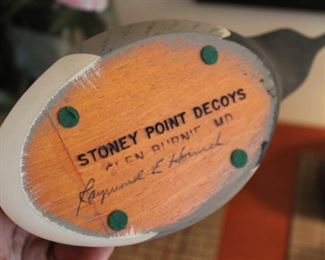 STONEY POINT DECOYS
GLEN BURNIE, MD.
Raymond E